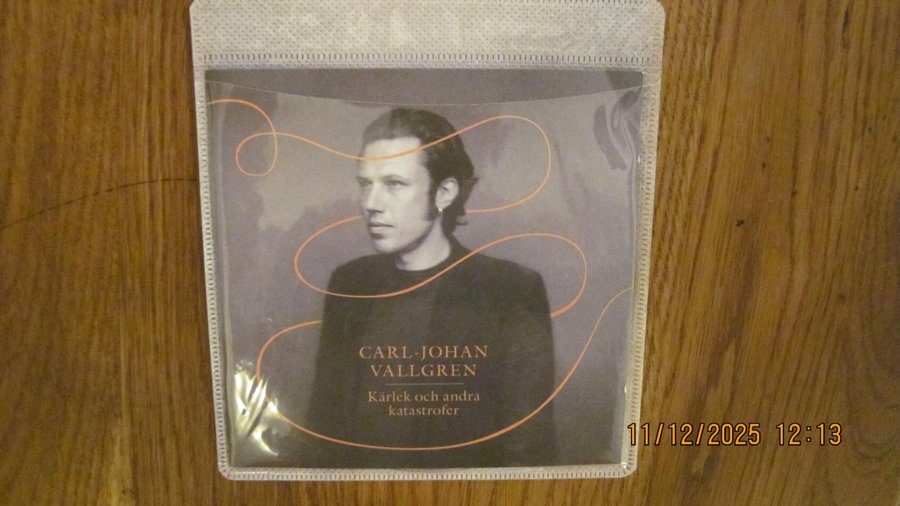 CARL-JOHAN
VALLGREN
Kärlek och andra
katastrofer
11/12/2025 12:13